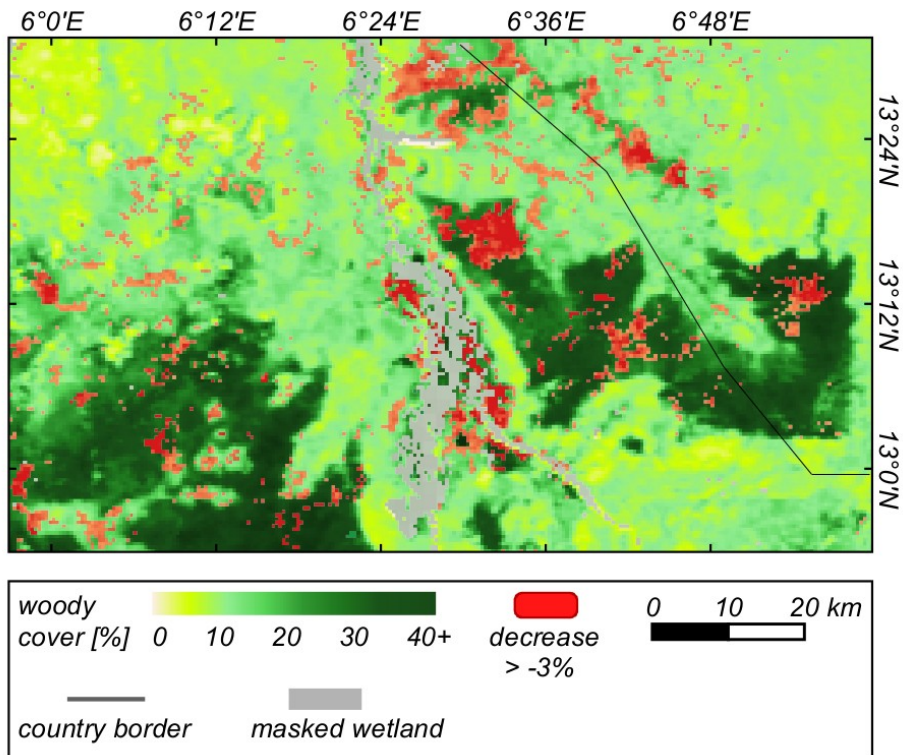 6°0'E 6°12'E 6°24'E 6°36'E 6°48'E
13°24'N
13°12'N
13°0'N
woody
cover [%] 0 10 20 30 40+
decrease
> -3%
0 10 20 km
country border
masked wetland